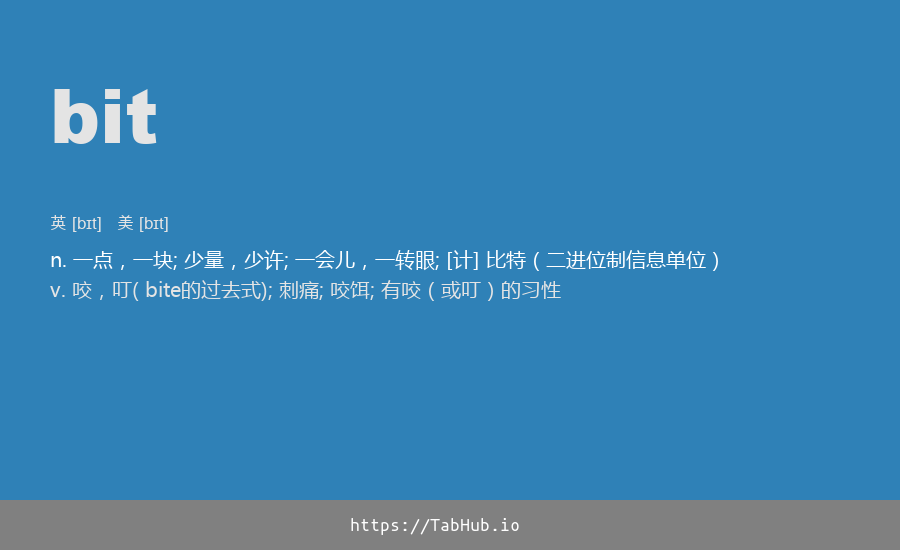 bit
英 [bɪt] 美 [bɪt]
n. 一点，一块; 少量，少许; 一会儿，一转眼; [计] 比特（二进位制信息单位）
v. 咬，叮( bite的过去式); 刺痛; 咬饵; 有咬（或叮）的习性
https://TabHub.io